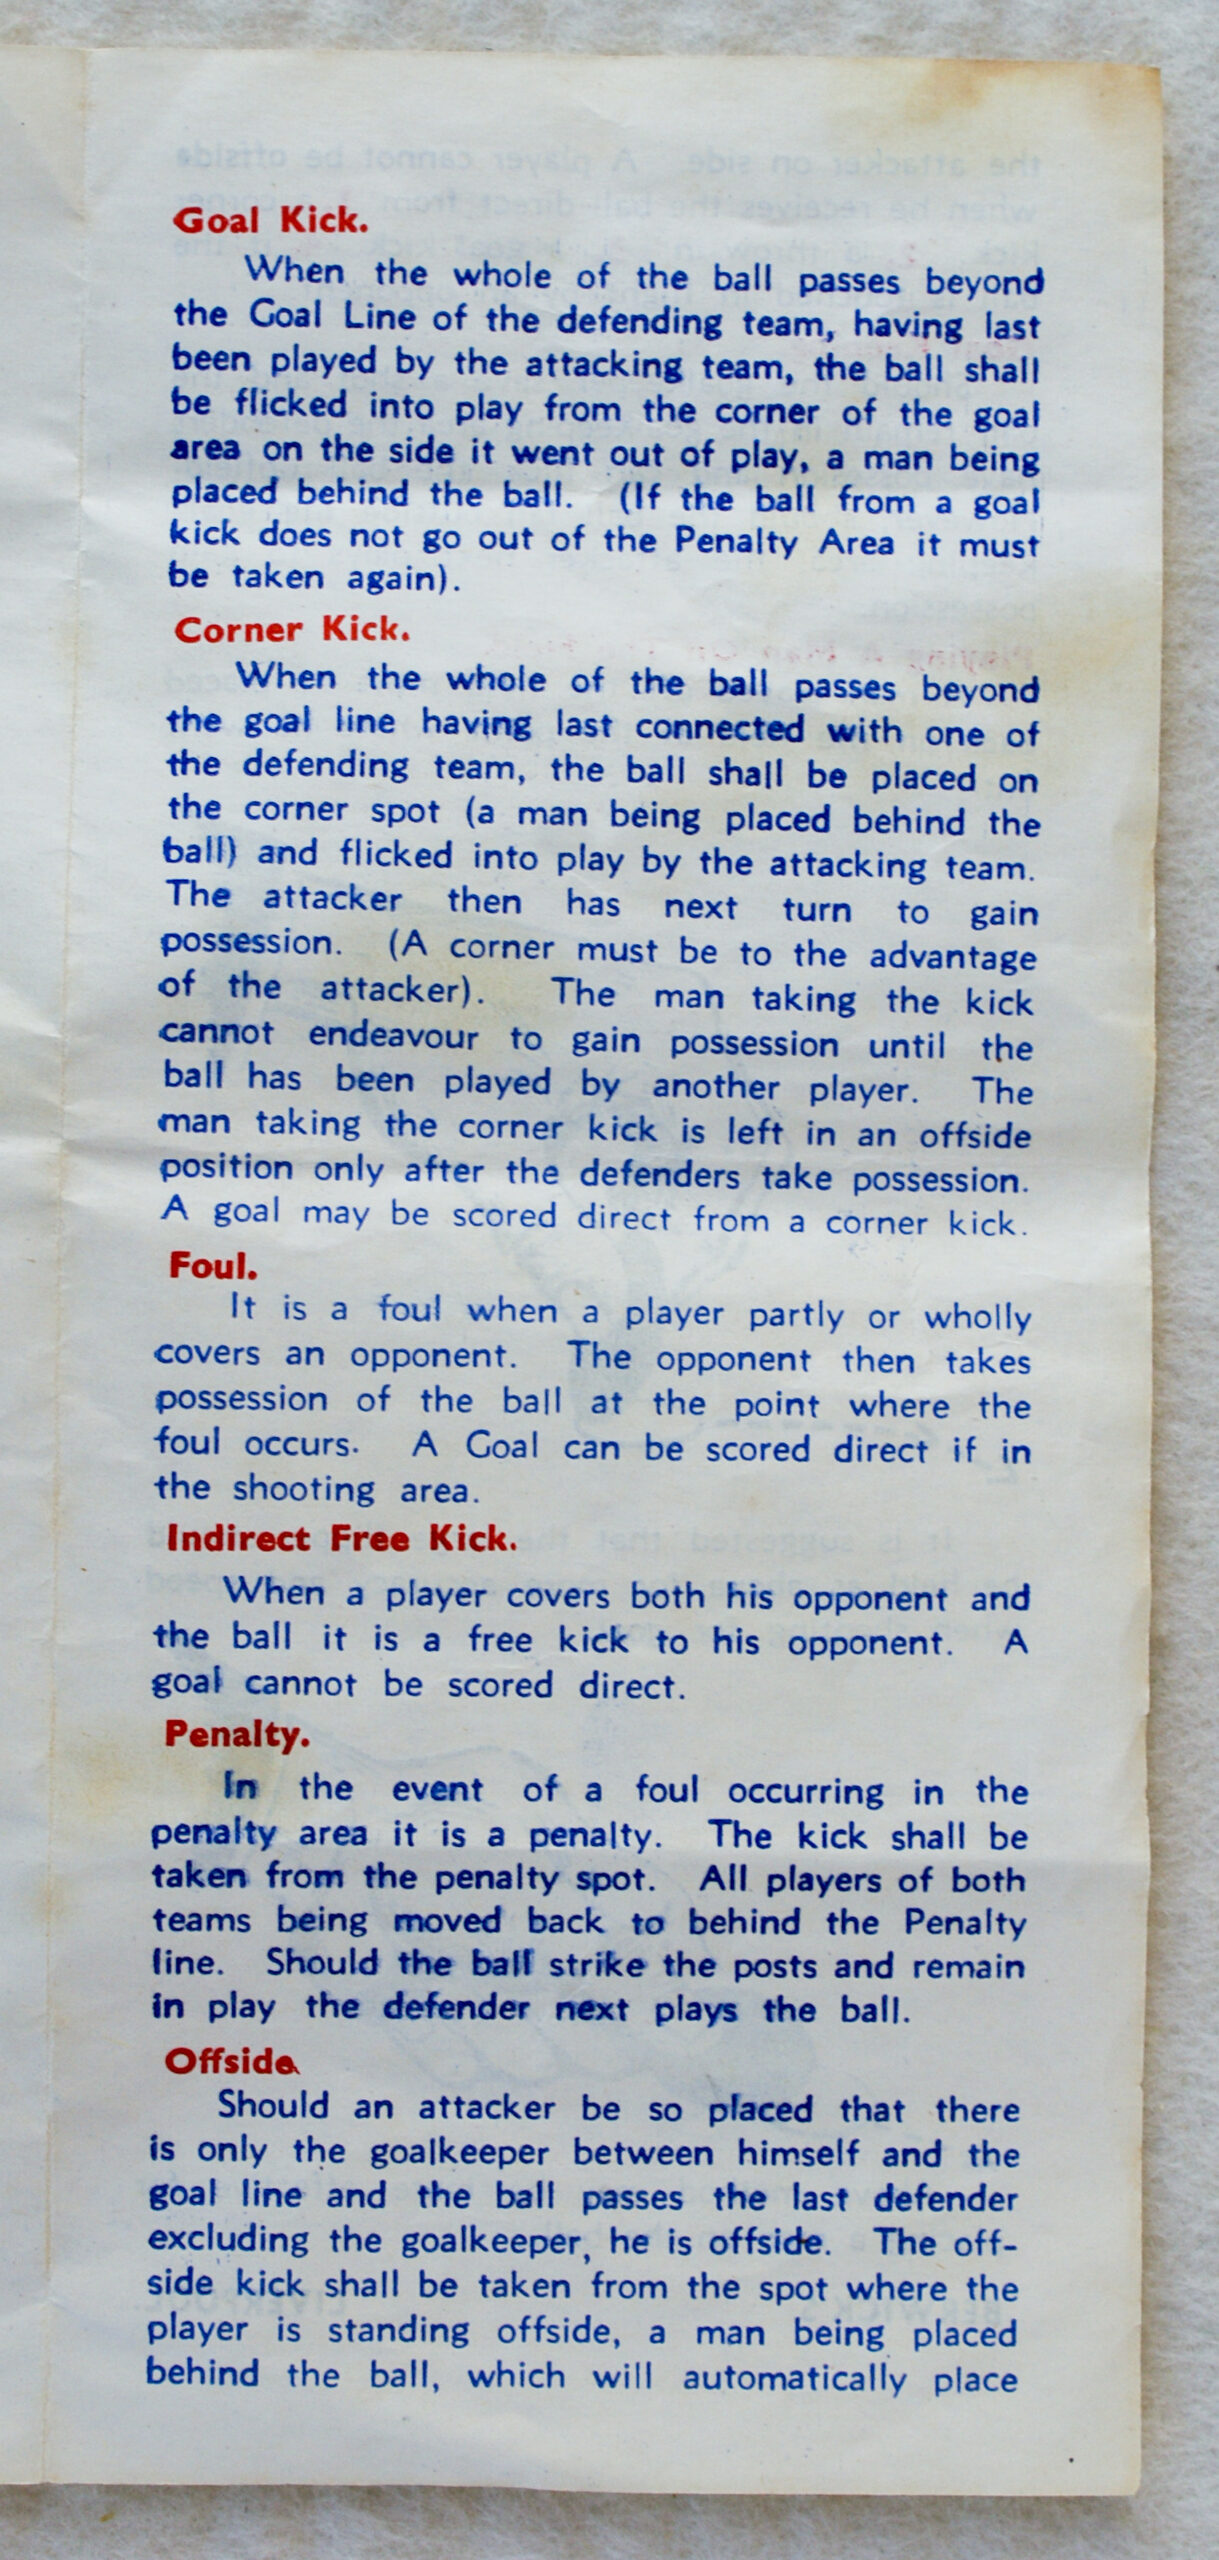 Goal Kick.
When the whole of the ball passes beyond
the Goal Line of the defending team, having last
been played by the attacking team, the ball shall
be flicked into play from the corner of the goal
area on the side it went out of play, a man being
placed behind the ball. (If the ball from a goal
kick does not go out of the Penalty Area it must
be taken again).
Corner Kick.
When the whole of the ball passes beyond
the goal line having last connected with one of
the defending team, the ball shall be placed on
the corner spot (a man being placed behind the
ball) and flicked into play by the attacking team.
The attacker then has next turn to gain
possession. (A corner must be to the advantage
of the attacker). The man taking the kick
cannot endeavour to gain possession until the
ball has been played by another player. The
man taking the corner kick is left in an offside
position only after the defenders take possession.
A goal may be scored direct from a corner kick.
Foul.
It is a foul when a player partly or wholly
covers an opponent. The opponent then takes
possession of the ball at the point where the
foul occurs. A Goal can be scored direct if in
the shooting area.
Indirect Free Kick.
When a player covers both his opponent and
the ball it is a free kick to his opponent. A
goal cannot be scored direct.
Penalty.
In the event of a foul occurring in the
penalty area it is a penalty. The kick shall be
taken from the penalty spot. All players of both
teams being moved back to behind the Penalty
line. Should the ball strike the posts and remain
in play the defender next plays the ball.
Offside
Should an attacker be so placed that there
is only the goalkeeper between himself and the
goal line and the ball passes the last defender
excluding the goalkeeper, he is offside. The off-
side kick shall be taken from the spot where the
player is standing offside, a man being placed
behind the ball, which will automatically place